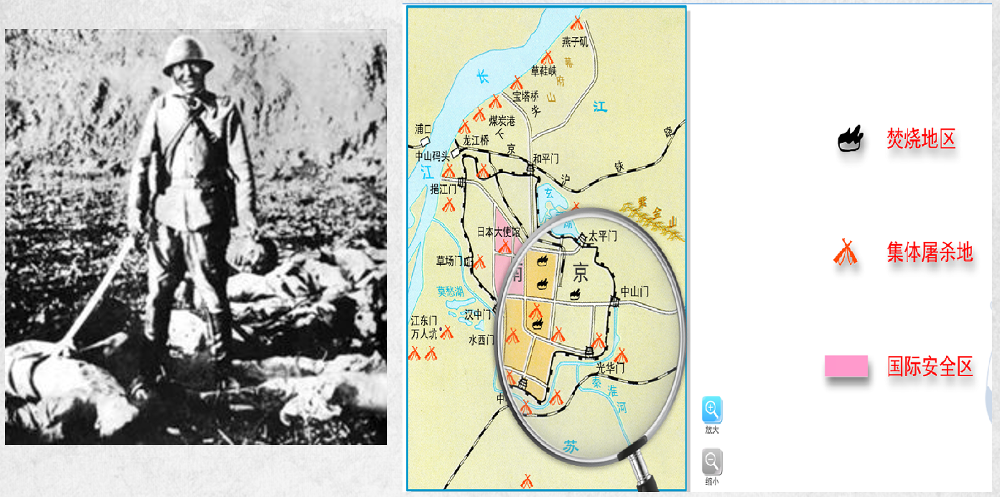 燕子矶
草鞋峡
幕
府
山
长
宝塔桥
江
煤炭港
浦口
龙江桥
路
京
中山码头
和平门
铁
江
沪
挹江门
玄
紫
金
山
湖
日本大使馆
太平门
草场门
南
京
莫愁湖
中山门
汉中门
江东门
万人坑
水西门
光华门
秦
淮
河
中
苏
焚烧地区
集体屠杀地
国际安全区
放大
缩小